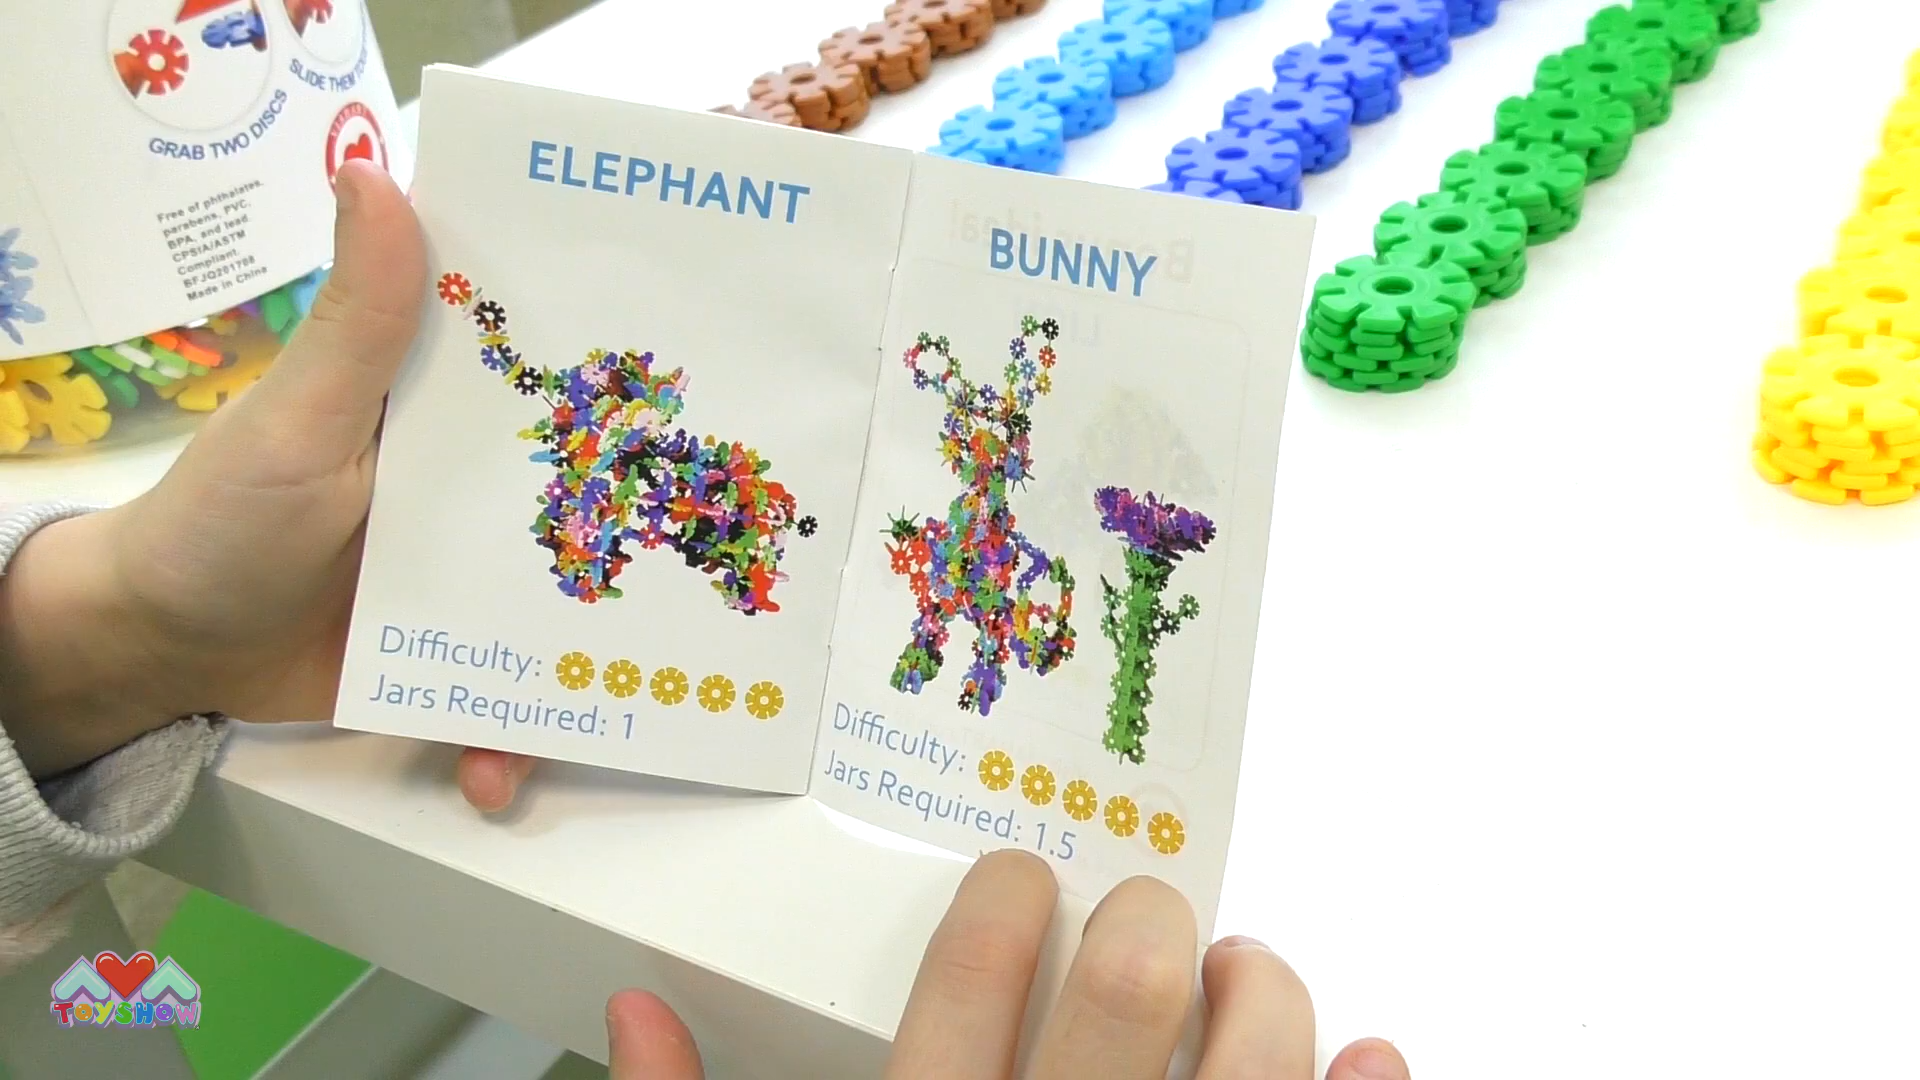 GRAB TWO DISCS
SLIDE THEM
Free of phthalates,
parabens, PVC,
BPA, and lead.
CPSIA/ASTM
Compliant.
BFJQ201708
Made in China
ELEPHANT
Difficulty:
Jars Required: 1
BUNNY
Difficulty:
Jars Required: 1.5
TOYSHOW